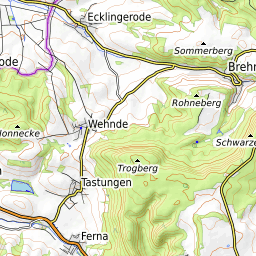 Ecklingerode
Sommerberg
ode
Brehm
Rohneberg
Wehnde
Honnecke
Schwarze
Trogberg
Tastungen
Ferna